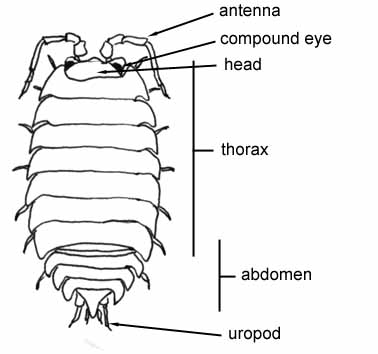 antenna
compound eye
head
thorax
abdomen
uropod